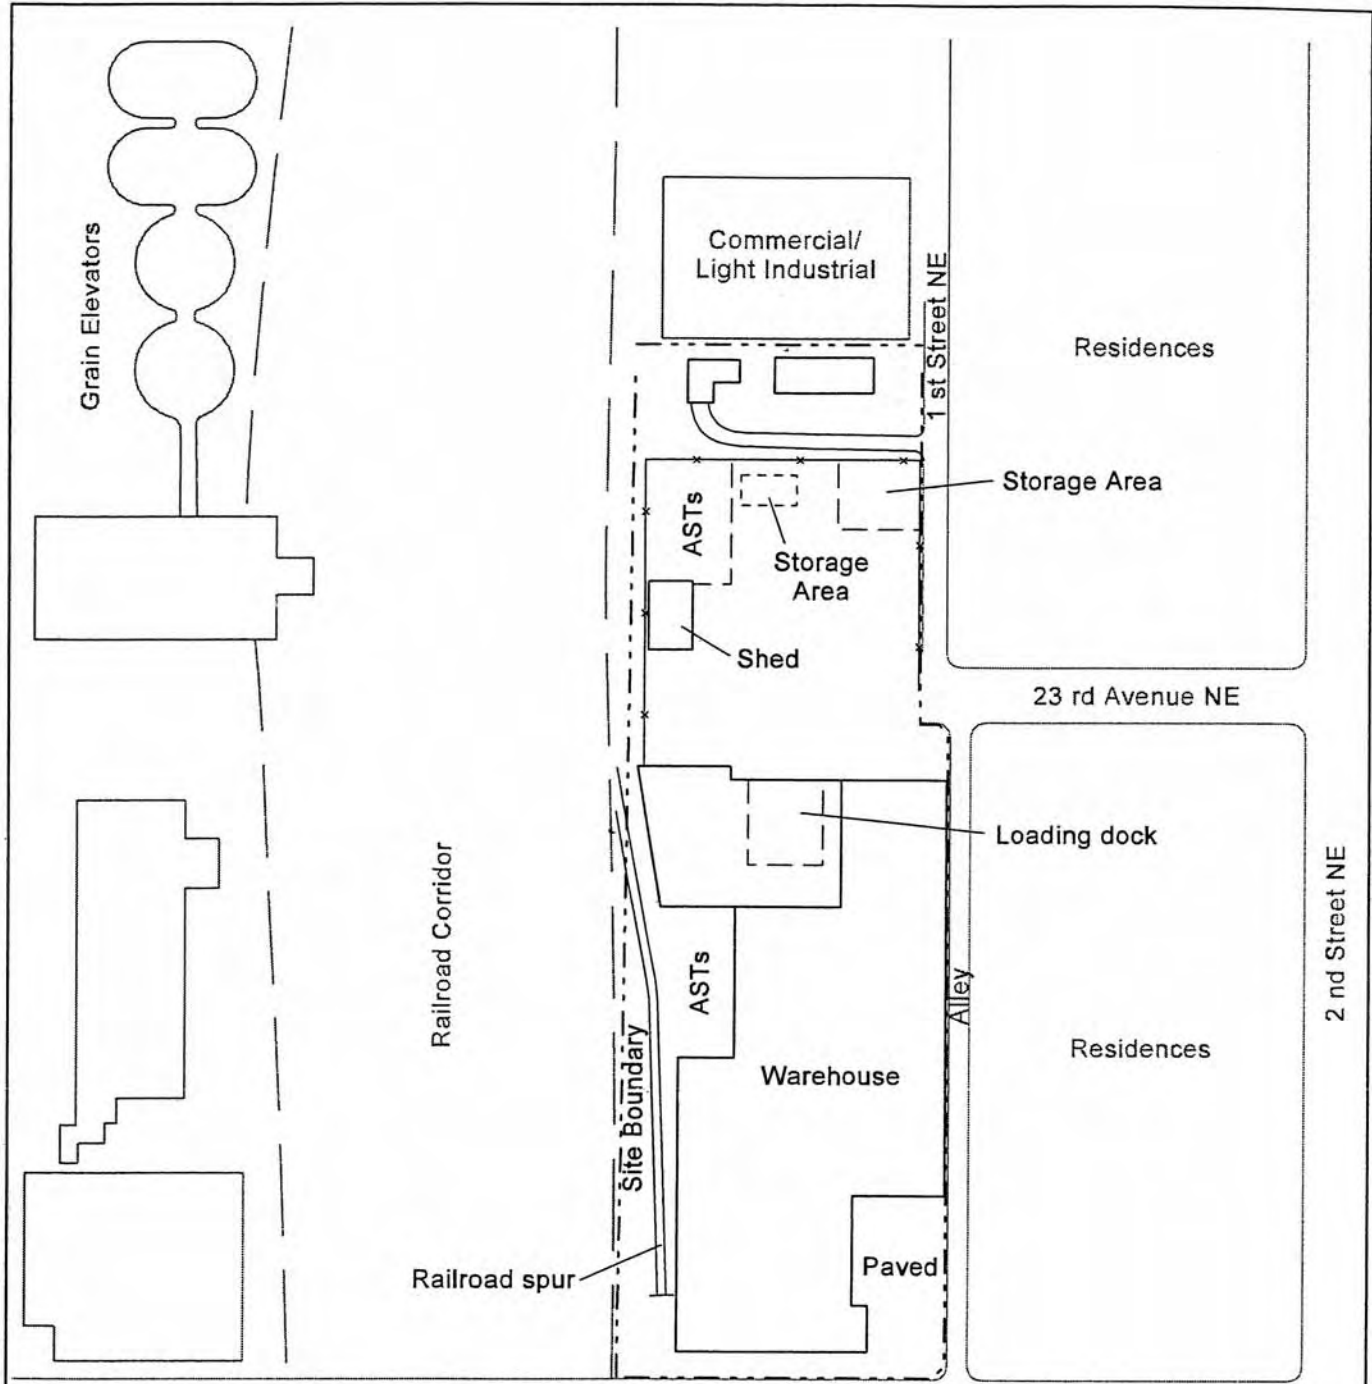 Grain Elevators
Commercial/
Light Industrial
1 st Street NE
Residences
ASTs
Storage Area
Storage
Area
Shed
23 rd Avenue NE
Loading dock
Railroad Corridor
ASTs
Alley
2 nd Street NE
Site Boundary
Warehouse
Residences
Railroad spur
Paved